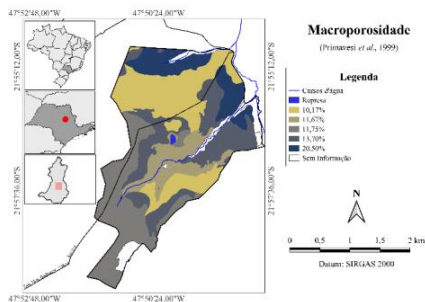 47°52'48,00"W
47°50'24,00"W
Macroporosidade
(Primavesi et al., 1999)
21°55'12,00"S
21°55'12,00"S
Legenda
Cursos d'água
Represa
10,17%
11,67%
11,75%
13,70%
20,50%
Sem informação
21°57'36,00"S
21°57'36,00"S
N
0 0,5 1 1,5 2 km
Datum: SIRGAS 2000
47°52'48,00"W
47°50'24,00"W